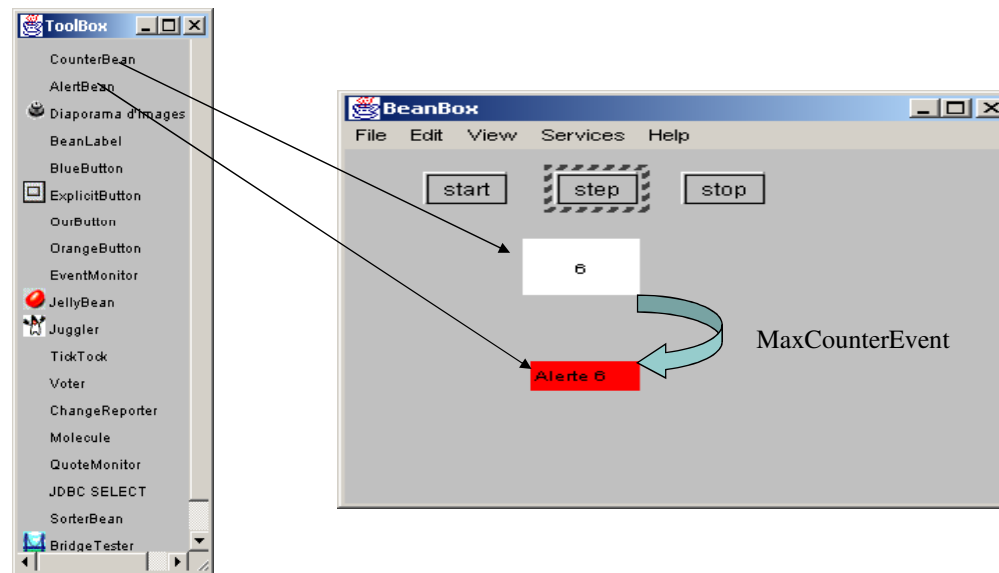 ToolBox
CounterBean
AlertBean
Diaporama d'Images
BeanLabel
BlueButton
ExplicitButton
OurButton
OrangeButton
EventMonitor
JellyBean
Juggler
TickTock
Voter
ChangeReporter
Molecule
QuoteMonitor
JDBC SELECT
SorterBean
BridgeTester
BeanBox
File Edit View Services Help
start step stop
6
MaxCounterEvent
Alerte 6